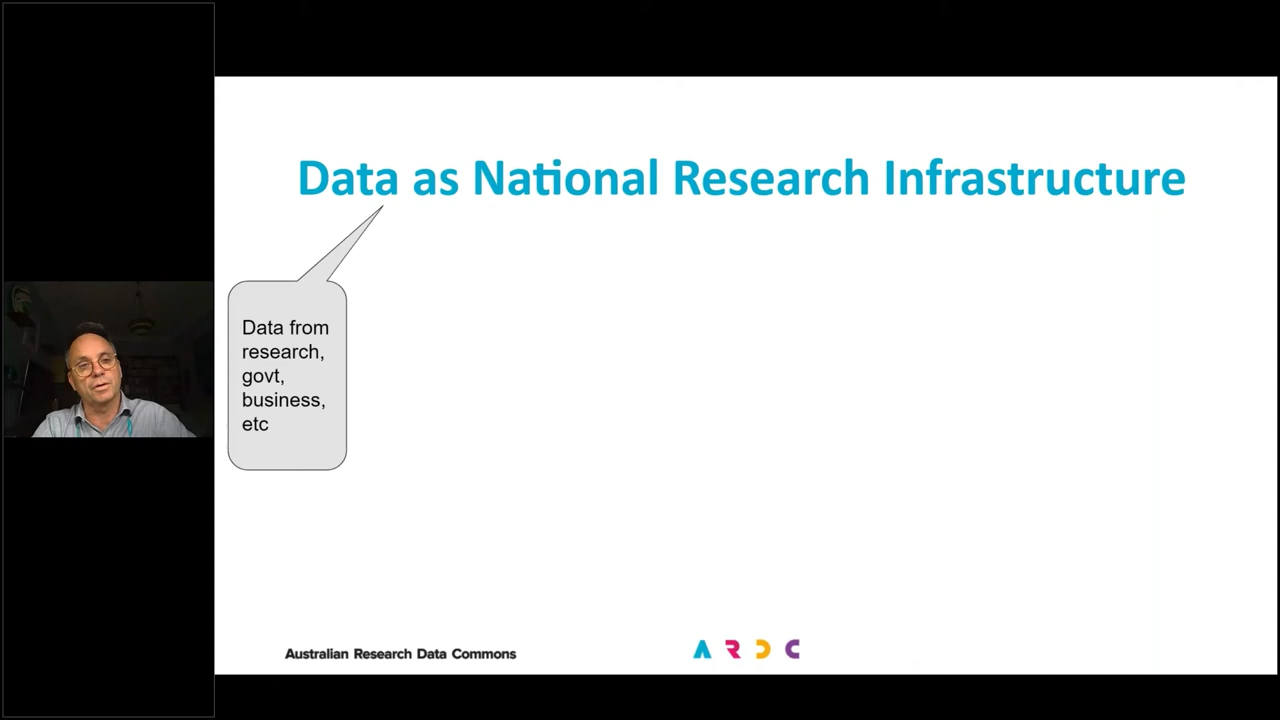 Data as National Research Infrastructure
Data from
research,
govt,
business,
etc
Australian Research Data Commons
ARDC